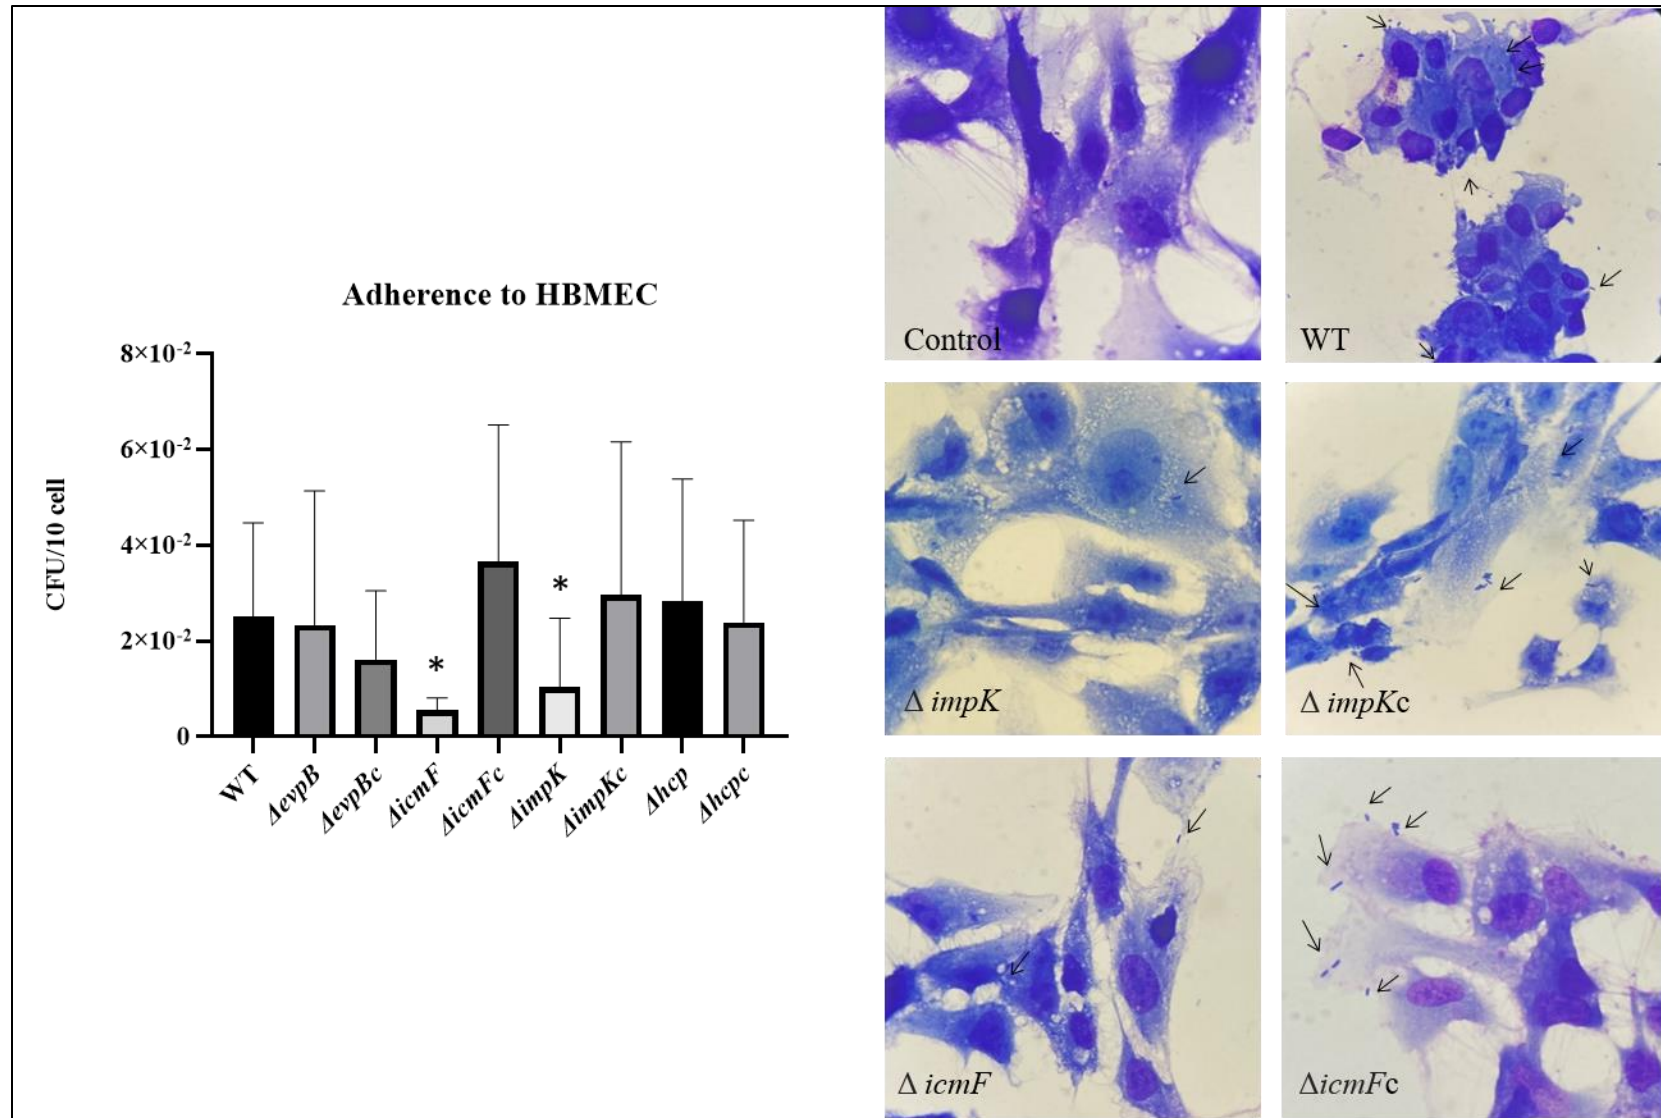 Adherence to HBMEC
CFU/10 cell
8×10-2
6×10-2
4×10-2
2×10-2
0
*
*
WT
ΔevpB
ΔevpBc
ΔicmF
ΔicmFc
ΔimpK
ΔimpKc
Δhcp
Δhcpc
Control
WT
Δ impK
Δ impKc
Δ icmF
ΔicmFc